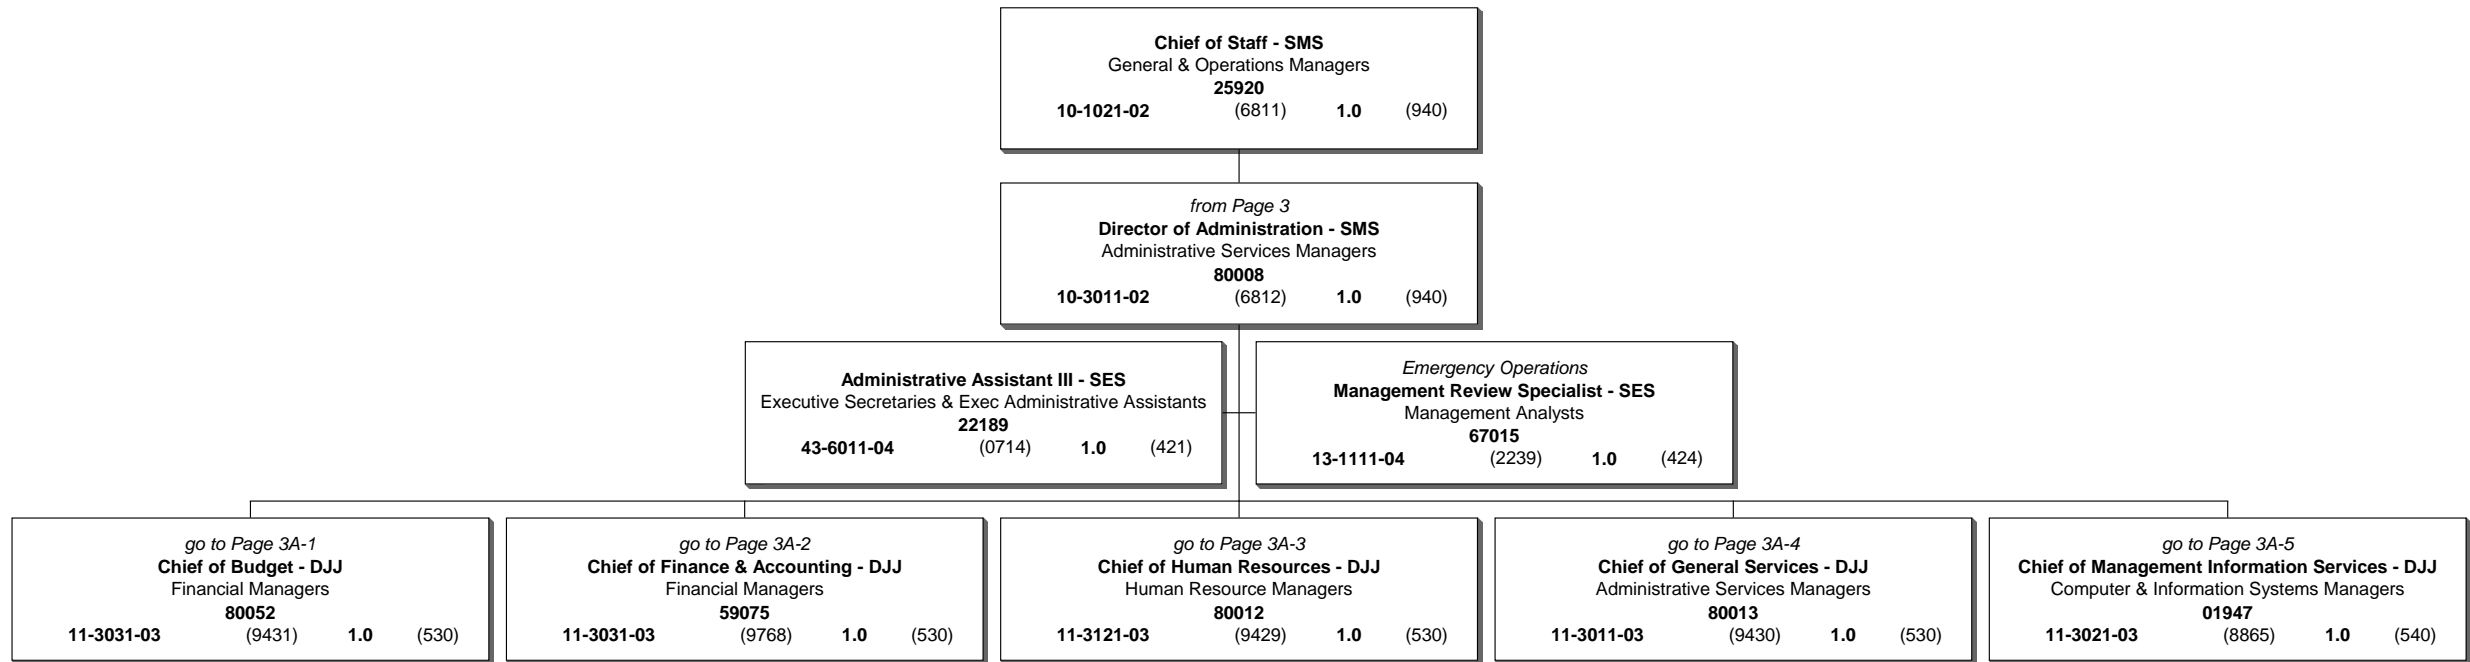 Chief of Staff - SMS
General & Operations Managers
25920
10-1021-02 (6811) 1.0 (940)
from Page 3
Director of Administration - SMS
Administrative Services Managers
80008
10-3011-02 (6812) 1.0 (940)
Administrative Assistant III - SES
Executive Secretaries & Exec Administrative Assistants
22189
43-6011-04 (0714) 1.0 (421)
Emergency Operations
Management Review Specialist - SES
Management Analysts
67015
13-1111-04 (2239) 1.0 (424)
go to Page 3A-1
Chief of Budget - DJJ
Financial Managers
80052
11-3031-03 (9431) 1.0 (530)
go to Page 3A-2
Chief of Finance & Accounting - DJJ
Financial Managers
59075
11-3031-03 (9768) 1.0 (530)
go to Page 3A-3
Chief of Human Resources - DJJ
Human Resource Managers
80012
11-3121-03 (9429) 1.0 (530)
go to Page 3A-4
Chief of General Services - DJJ
Administrative Services Managers
80013
11-3011-03 (9430) 1.0 (530)
go to Page 3A-5
Chief of Management Information Services - DJJ
Computer & Information Systems Managers
01947
11-3021-03 (8865) 1.0 (540)